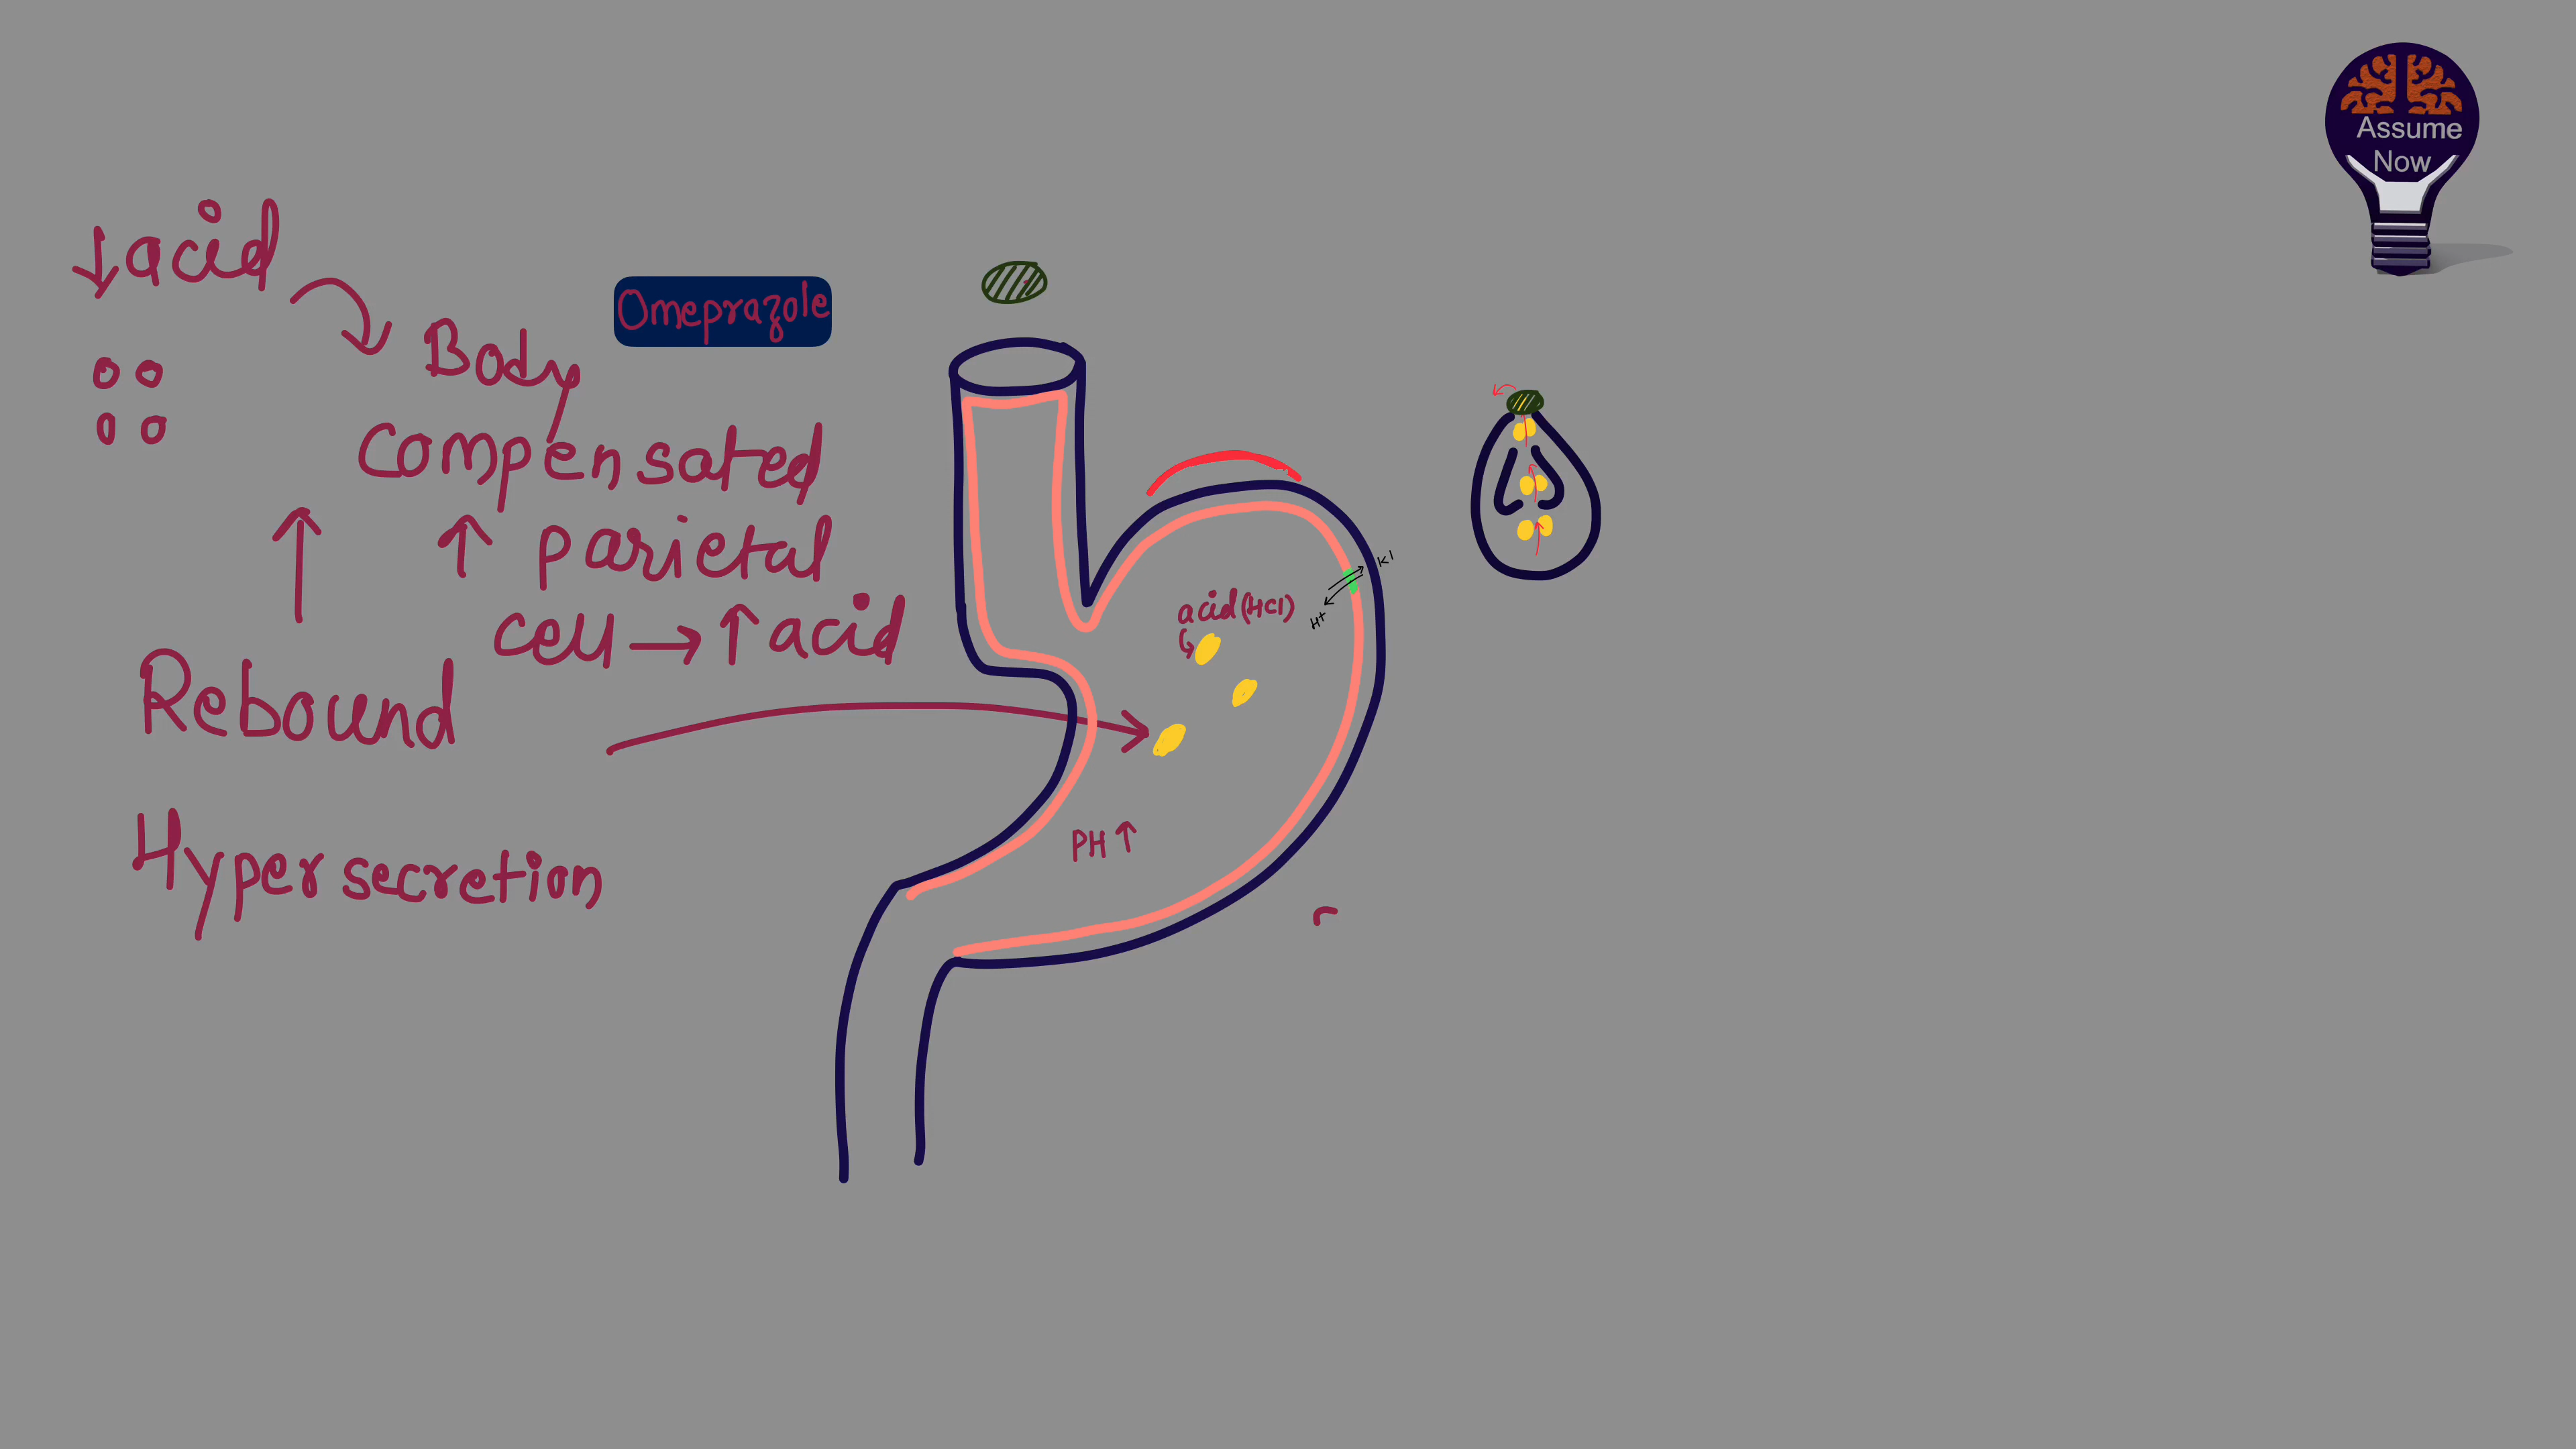 Assume
Now
↓acid
Omeprazole
Body
compensated
↑ parietal
cell → ↑ acid
Rebound
Hypersecretion
acid (HCl)
H+
PH ↑